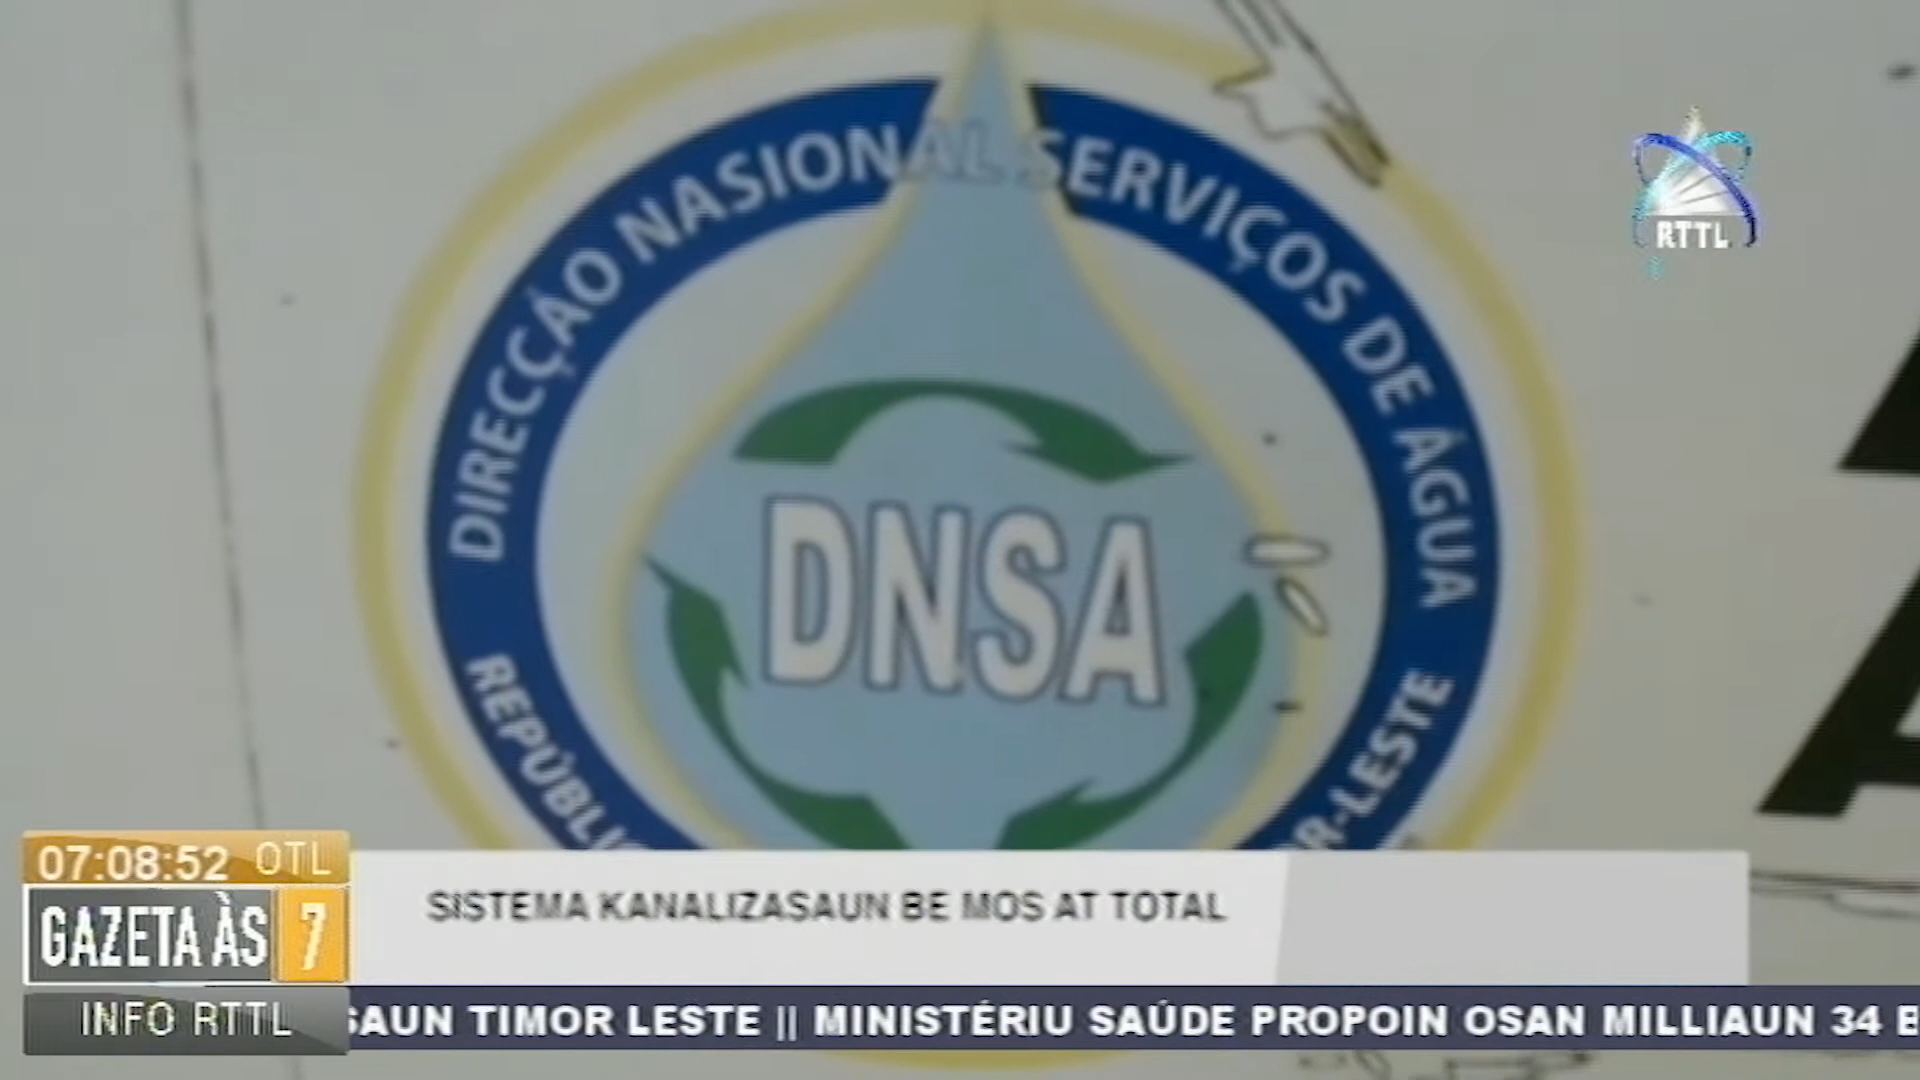 DIRECÇÃO NASIONAL SERVIÇOS DE ÁGUA
RTTL
DNSA
07:08:52 OTL
GAZETA ÀS 7
SISTEMA KANALIZASAUN BE MOS AT TOTAL
INFO RTTL
TIMOR LESTE || MINISTÉRIU SAÚDE PROPOIN OSAN MILLIAUN 34